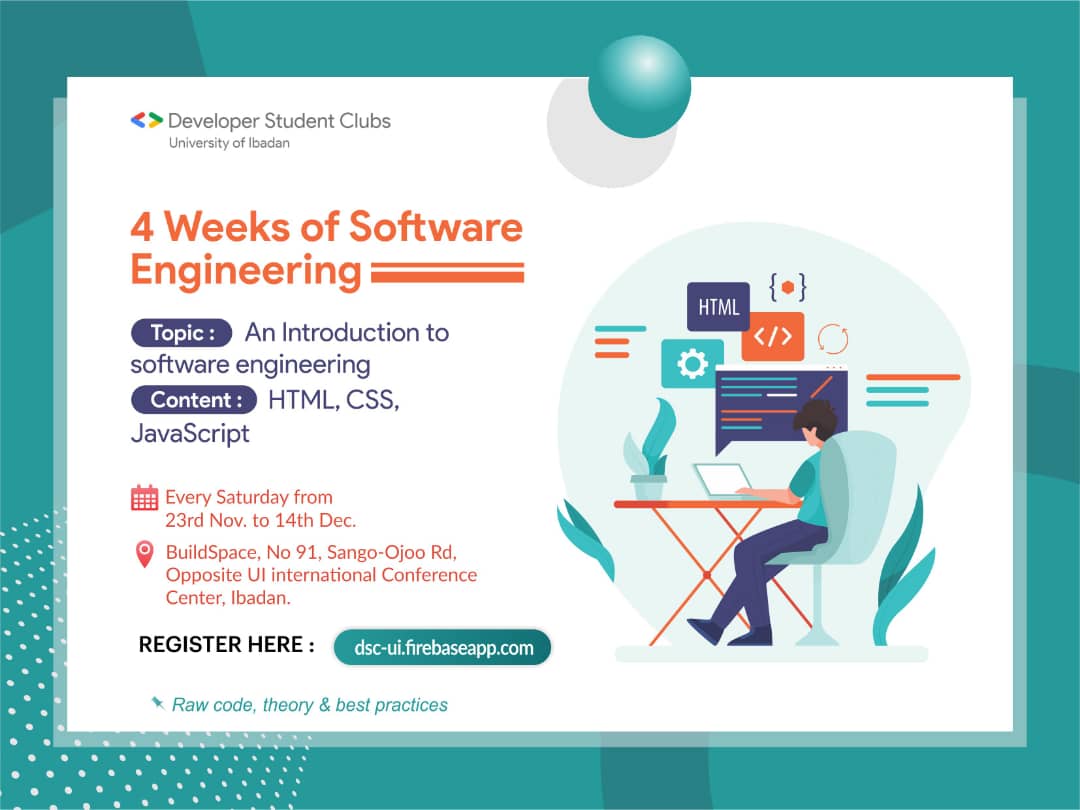 Developer Student Clubs
University of Ibadan
4 Weeks of Software
Engineering
Topic : An Introduction to
software engineering
Content : HTML, CSS,
JavaScript
Every Saturday from
23rd Nov. to 14th Dec.
BuildSpace, No 91, Sango-Ojoo Rd,
Opposite UI international Conference
Center, Ibadan.
REGISTER HERE : dsc-ui.firebaseapp.com
Raw code, theory & best practices
HTML
{ }
</>